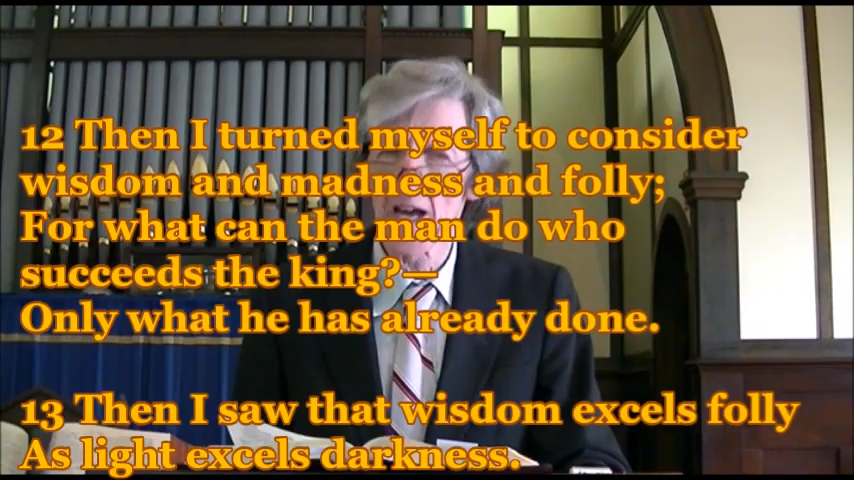 12 Then I turned myself to consider
wisdom and madness and folly;
For what can the man do who
succeeds the king?—
Only what he has already done.
13 Then I saw that wisdom excels folly
As light excels darkness.